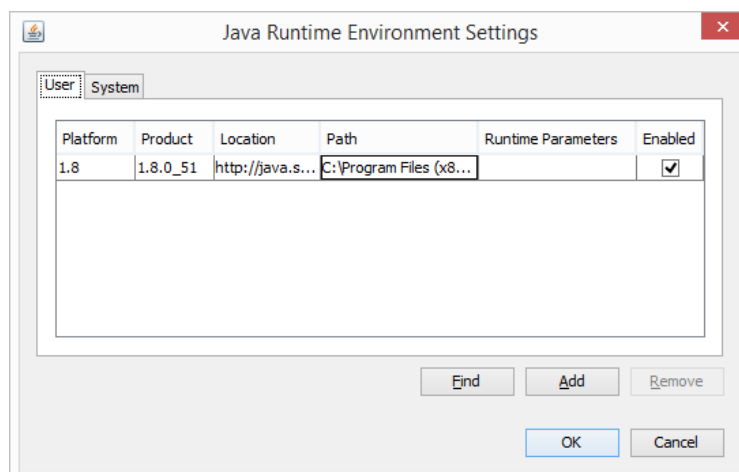 Java Runtime Environment Settings
User System
Platform Product Location Path Runtime Parameters Enabled
1.8 1.8.0_51 http://java.s... C:\Program Files (x8...
Find Add Remove
OK Cancel